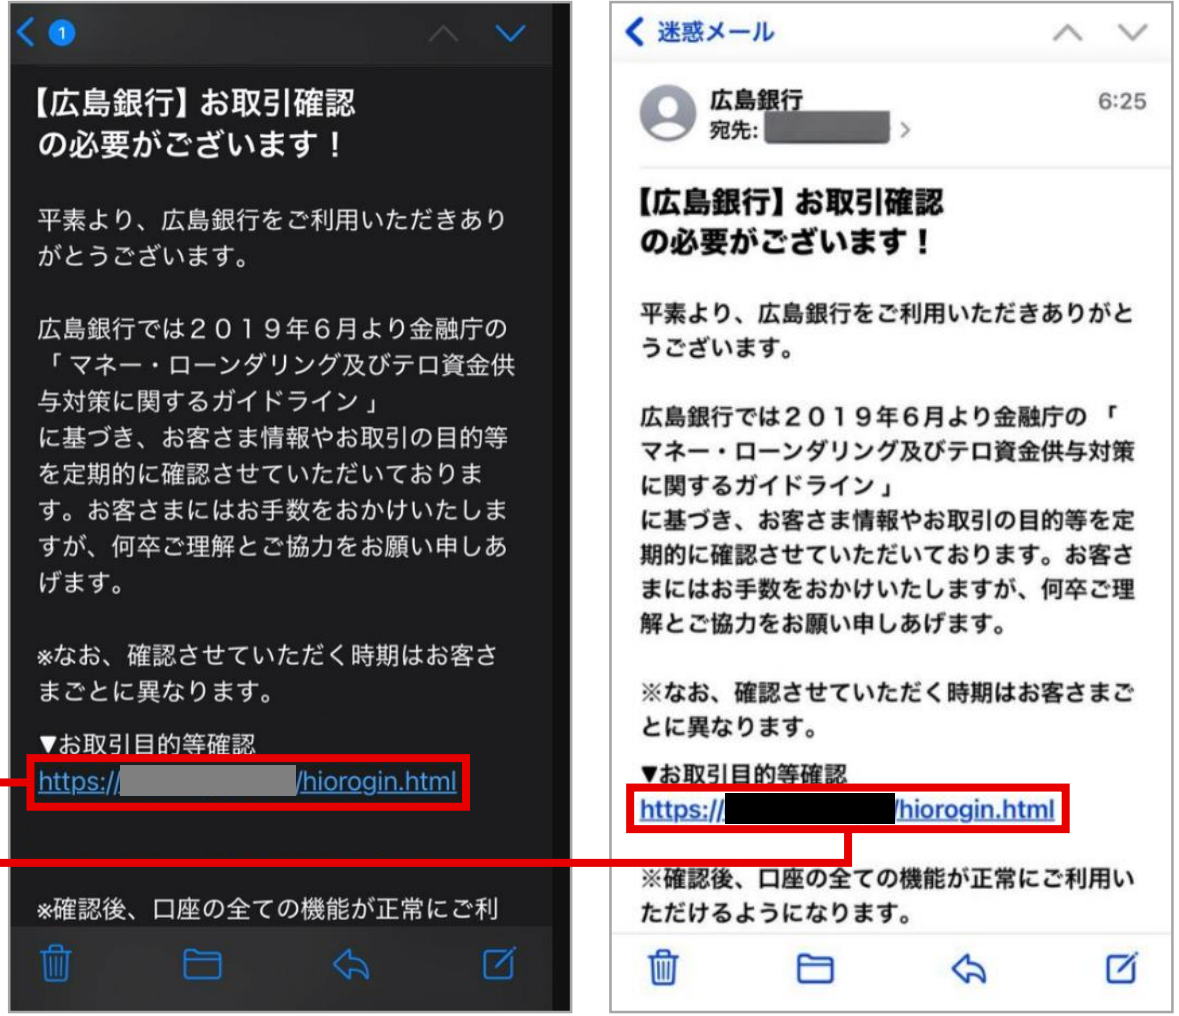 1
【広島銀行】お取引確認
の必要がございます！
平素より、広島銀行をご利用いただきあり
がとうございます。
広島銀行では２０１９年６月より金融庁の
「 マネー・ローンダリング及びテロ資金供
与対策に関するガイドライン 」
に基づき、お客さま情報やお取引の目的等
を定期的に確認させていただいておりま
す。お客さまにはお手数をおかけいたしま
すが、何卒ご理解とご協力をお願い申しあ
げます。
※なお、確認させていただく時期はお客さ
まごとに異なります。
▼お取引目的等確認
https:// /hiorogin.html
※確認後、口座の全ての機能が正常にご利
迷惑メール
広島銀行
6:25
宛先:
【広島銀行】お取引確認
の必要がございます！
平素より、広島銀行をご利用いただきありがと
うございます。
広島銀行では２０１９年６月より金融庁の 「
マネー・ローンダリング及びテロ資金供与対策
に関するガイドライン 」
に基づき、お客さま情報やお取引の目的等を定
期的に確認させていただいております。お客さ
まにはお手数をおかけいたしますが、何卒ご理
解とご協力をお願い申しあげます。
※なお、確認させていただく時期はお客さまご
とに異なります。
▼お取引目的等確認
https:// /hiorogin.html
※確認後、口座の全ての機能が正常にご利用い
ただけるようになります。